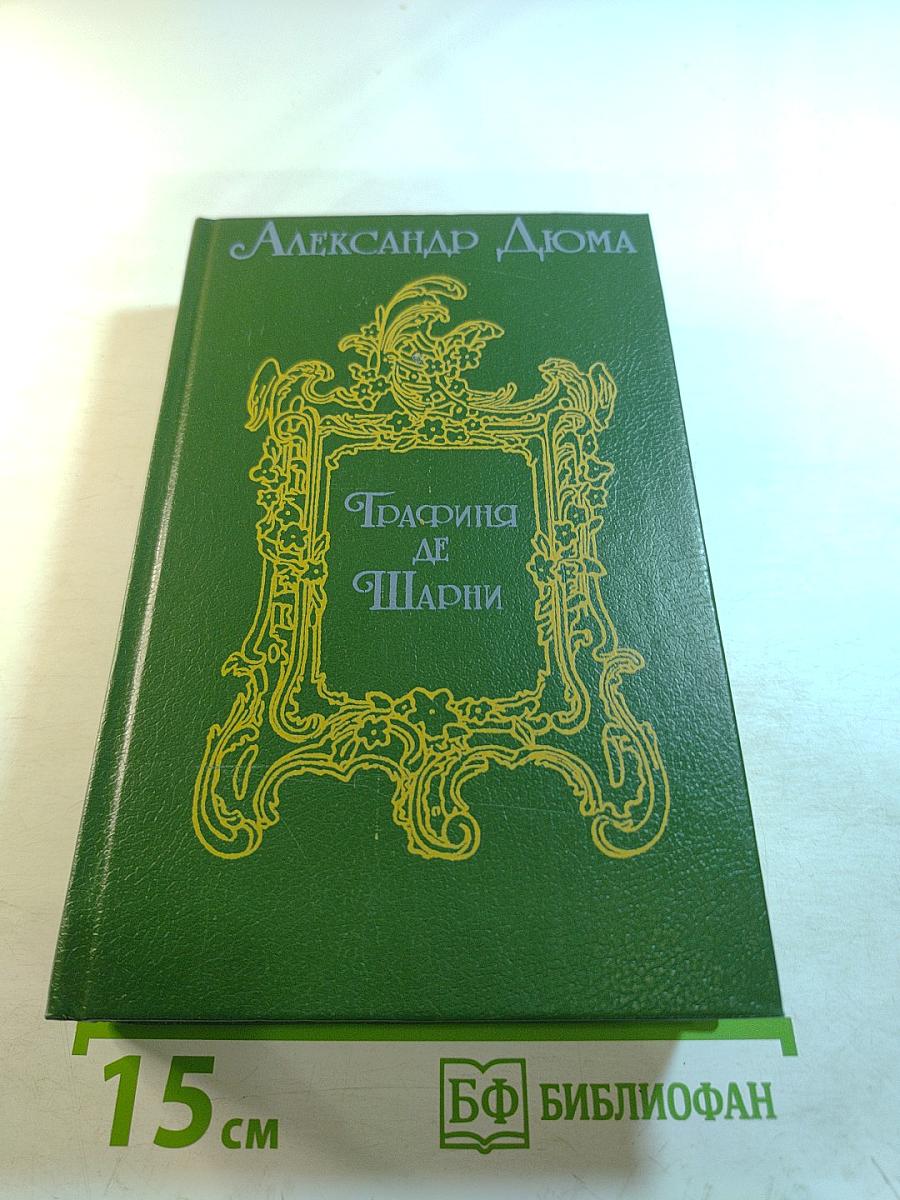 Александр Дюма
Графиня
де
Шарни
15 см
БФ БИБЛИОФАН